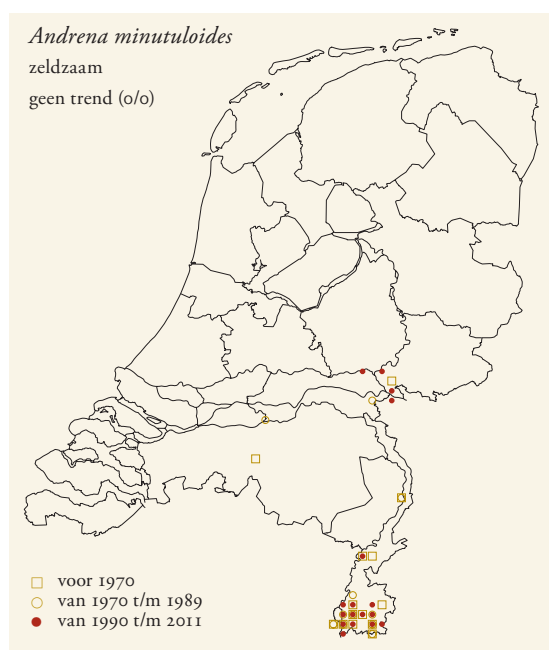 Andrena minutuloides
zeldzaam
geen trend (0/0)
voor 1970
van 1970 t/m 1989
van 1990 t/m 2011